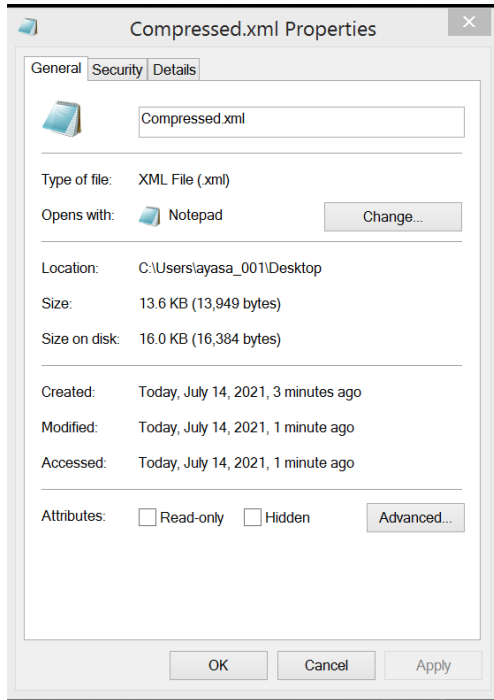 Compressed.xml Properties
General Security Details
Compressed.xml
Type of file: XML File (.xml)
Opens with: Notepad Change...
Location: C:\Users\ayasa_001\Desktop
Size: 13.6 KB (13,949 bytes)
Size on disk: 16.0 KB (16,384 bytes)
Created: Today, July 14, 2021, 3 minutes ago
Modified: Today, July 14, 2021, 1 minute ago
Accessed: Today, July 14, 2021, 1 minute ago
Attributes: Read-only Hidden Advanced...
OK Cancel Apply